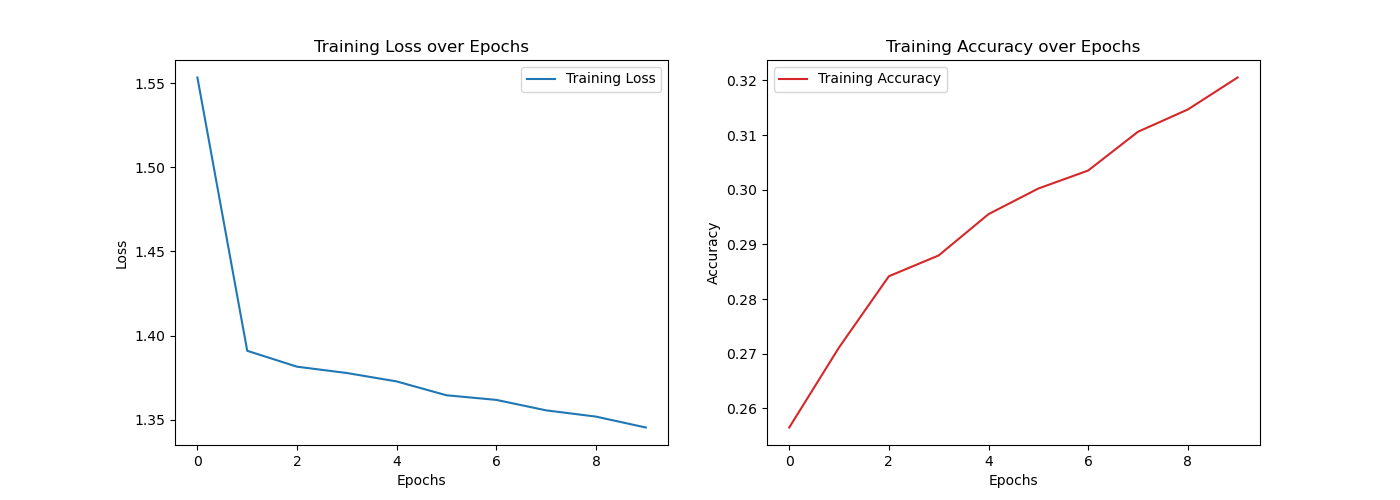 Training Loss over Epochs
Training Loss
1.55
1.50
1.45
1.40
1.35
Loss
0 2 4 6 8
Epochs
Training Accuracy over Epochs
Training Accuracy
0.32
0.31
0.30
0.29
0.28
0.27
0.26
Accuracy
0 2 4 6 8
Epochs